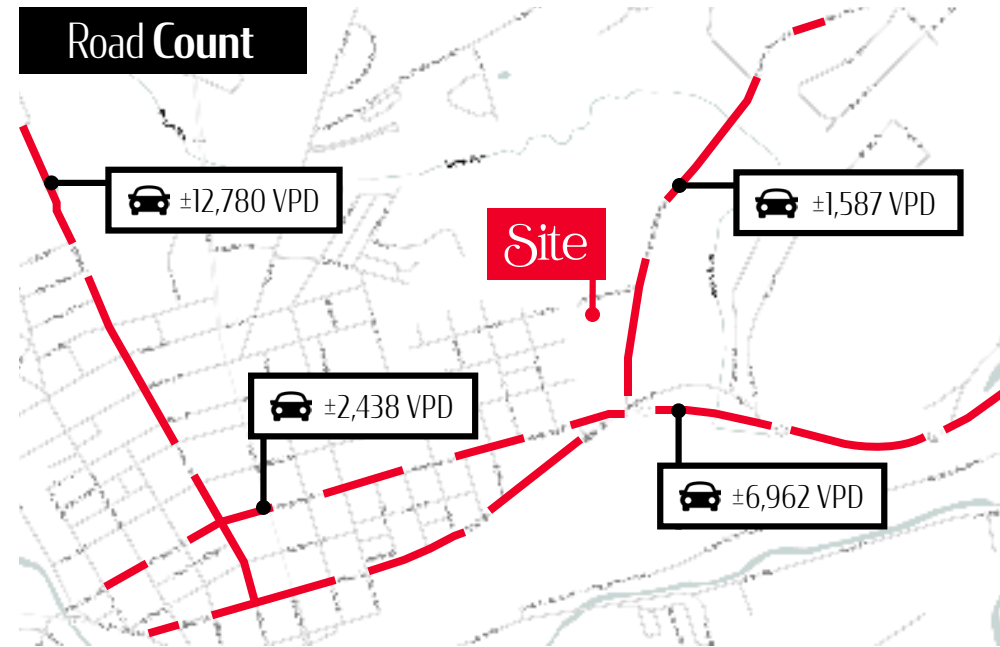 Road Count
±12,780 VPD
±1,587 VPD
Site
±2,438 VPD
±6,962 VPD